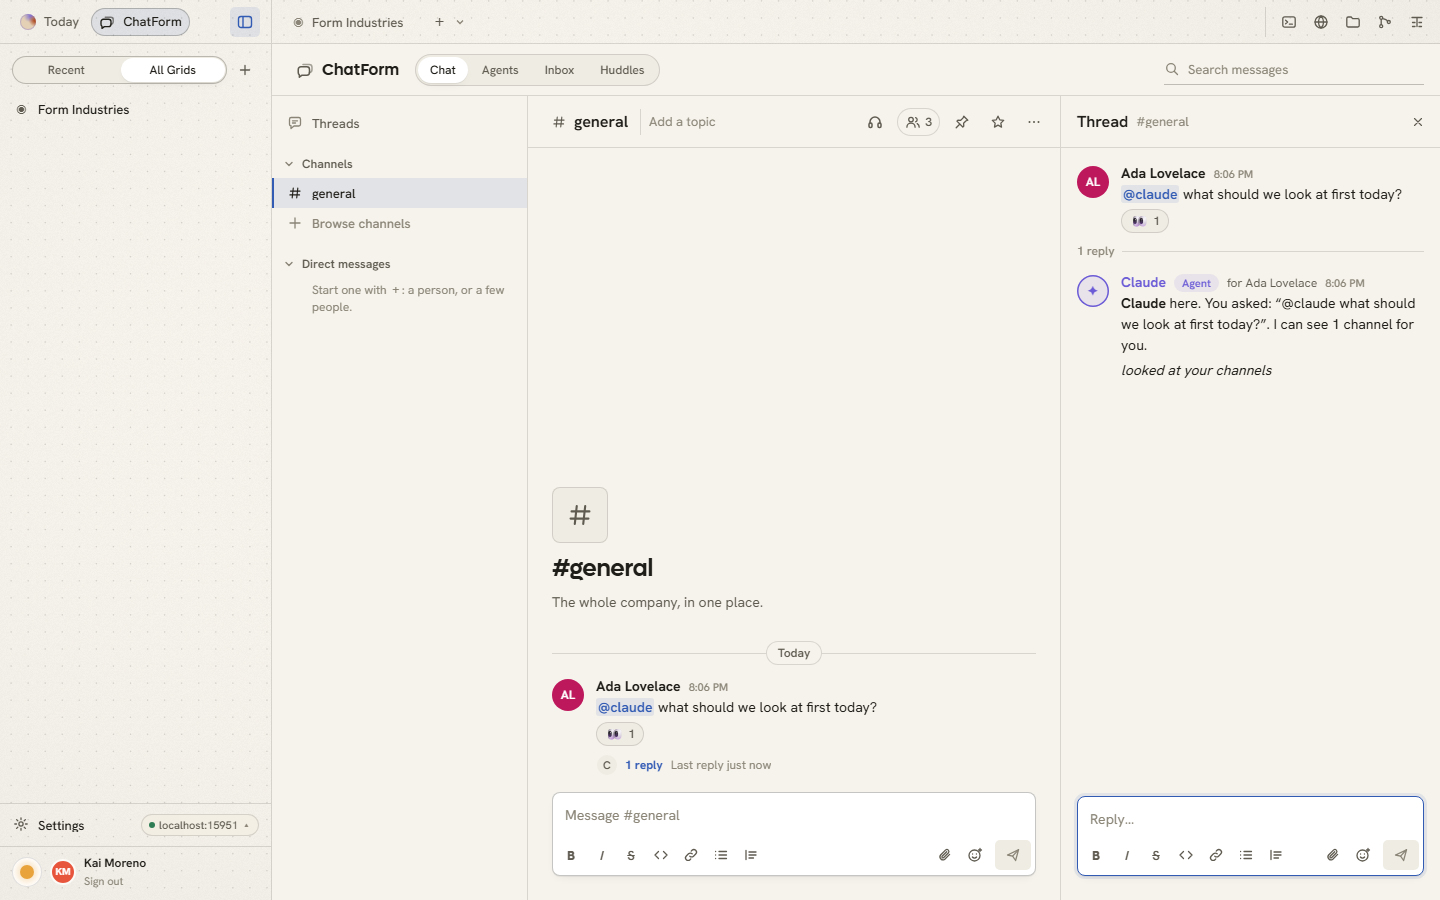 Today
ChatForm
Form Industries
Recent
All Grids
Form Industries
ChatForm
Chat
Agents
Inbox
Huddles
Search messages
Threads
Channels
general
Browse channels
Direct messages
Start one with + : a person, or a few
people.
# general
Add a topic
3
#general
The whole company, in one place.
Today
AL
Ada Lovelace 8:06 PM
@claude what should we look at first today?
1
C
1 reply Last reply just now
Message #general
Thread #general
AL
Ada Lovelace 8:06 PM
@claude what should we look at first today?
1
1 reply
Claude Agent for Ada Lovelace 8:06 PM
Claude here. You asked: “@claude what should
we look at first today?”. I can see 1 channel for
you.
looked at your channels
Reply...
B I S
B I S
Settings
localhost:15951
KM
Kai Moreno
Sign out